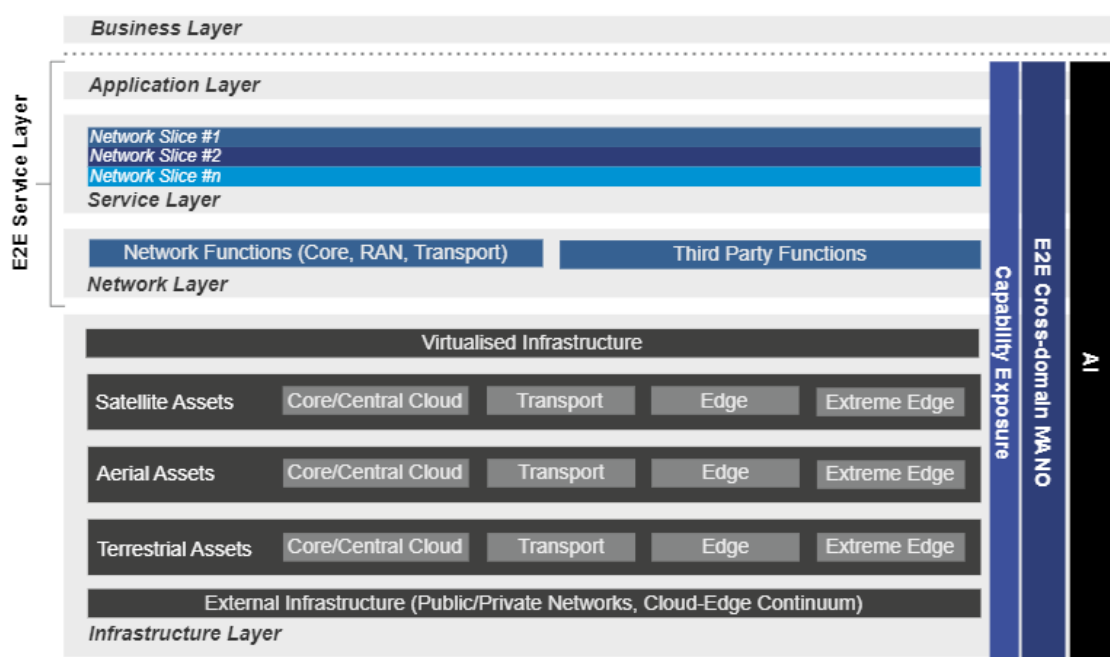 Business Layer
E2E Service Layer
Application Layer
Network Slice #1
Network Slice #2
Network Slice #n
Service Layer
Network Functions (Core, RAN, Transport)
Third Party Functions
Network Layer
Virtualised Infrastructure
Satellite Assets
Core/Central Cloud
Transport
Edge
Extreme Edge
Aerial Assets
Core/Central Cloud
Transport
Edge
Extreme Edge
Terrestrial Assets
Core/Central Cloud
Transport
Edge
Extreme Edge
External Infrastructure (Public/Private Networks, Cloud-Edge Continuum)
Infrastructure Layer
Capability Exposure
E2E Cross-domain MANO
AI